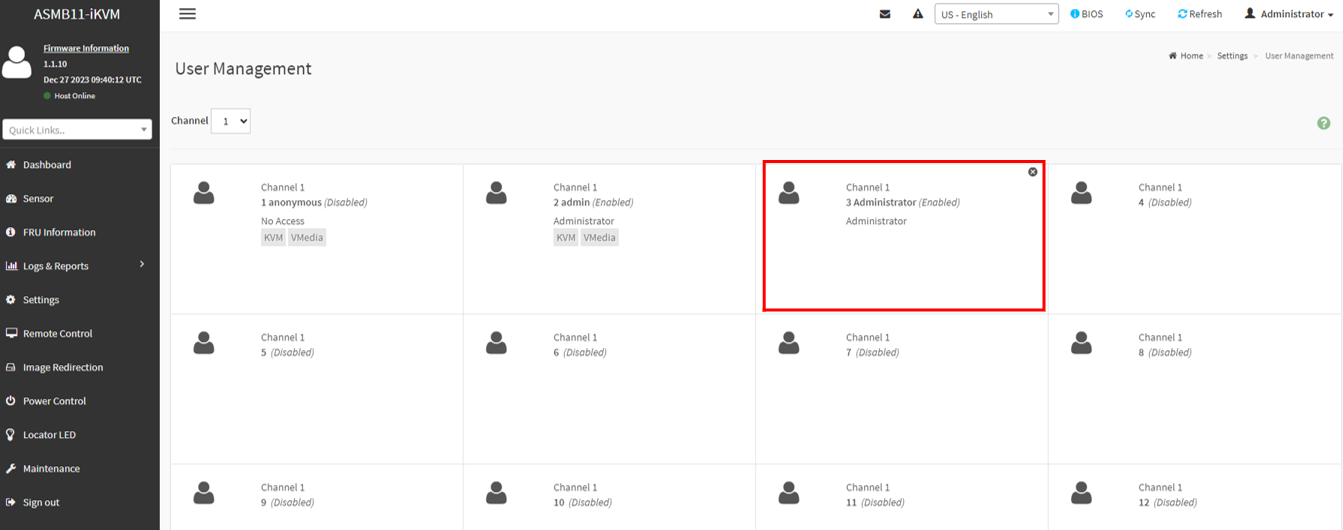 ASMB11-iKVM
Firmware Information
1.1.10
Dec 27 2023 09:40:12 UTC
Host Online
Quick Links..
Dashboard
Sensor
FRU Information
Logs & Reports
Settings
Remote Control
Image Redirection
Power Control
Locator LED
Maintenance
Sign out
US - English
BIOS
Sync
Refresh
Administrator
User Management
Home > Settings > User Management
Channel 1
Channel 1
1 anonymous (Disabled)
No Access
KVM VMedia
Channel 1
2 admin (Enabled)
Administrator
KVM VMedia
Channel 1
3 Administrator (Enabled)
Administrator
Channel 1
4 (Disabled)
Channel 1
5 (Disabled)
Channel 1
6 (Disabled)
Channel 1
7 (Disabled)
Channel 1
8 (Disabled)
Channel 1
9 (Disabled)
Channel 1
10 (Disabled)
Channel 1
11 (Disabled)
Channel 1
12 (Disabled)